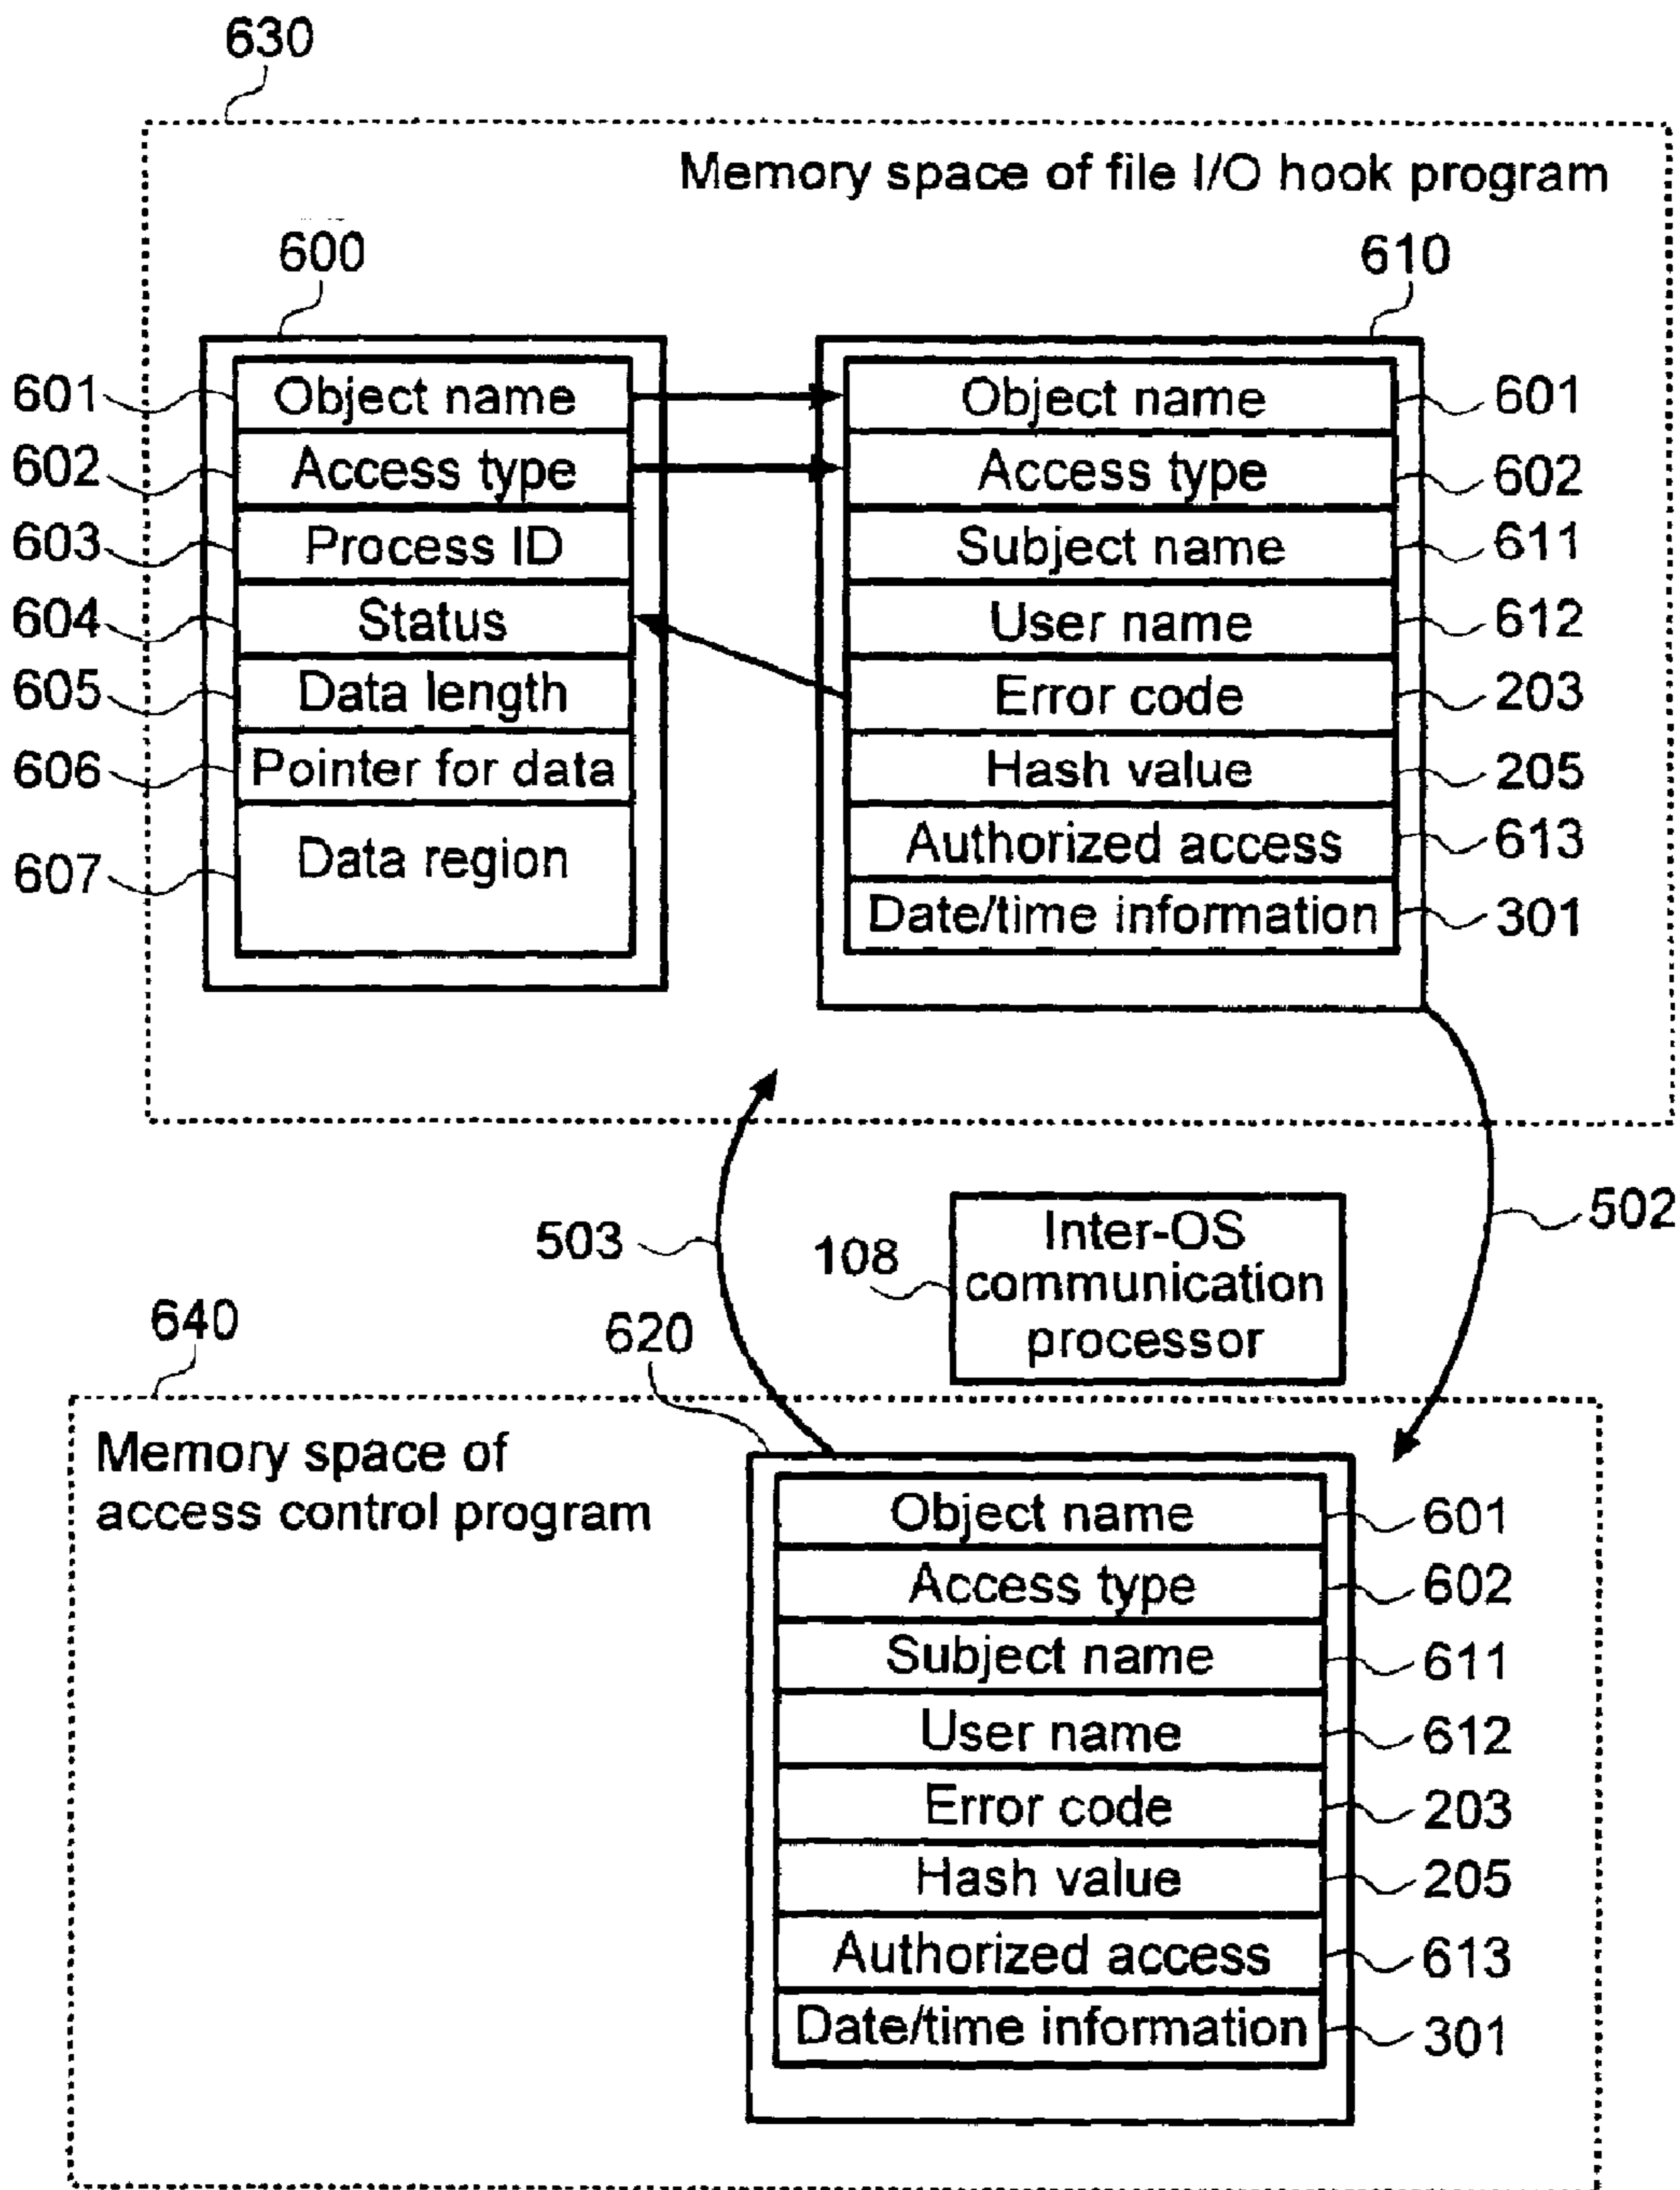 630
Memory space of file I/O hook program
600
610
601 Object name
602 Access type
603 Process ID
604 Status
605 Data length
606 Pointer for data
607 Data region
Object name 601
Access type 602
Subject name 611
User name 612
Error code 203
Hash value 205
Authorized access 613
Date/time information 301
503
502
108
Inter-OS
communication
processor
640
620
Memory space of
access control program
Object name 601
Access type 602
Subject name 611
User name 612
Error code 203
Hash value 205
Authorized access 613
Date/time information 301